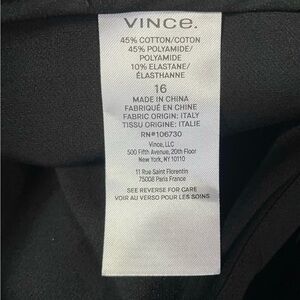 VINCE.
45% COTTON/COTON
45% POLYAMIDE/
POLYAMIDE
10% ELASTANE/
ÉLASTHANNE
16
MADE IN CHINA
FABRIQUÉ EN CHINE
FABRIC ORIGIN: ITALY
TISSU ORIGINE: ITALIE
RN#106730
Vince, LLC
500 Fifth Avenue, 20th Floor
New York, NY 10110
11 Rue Saint Florentin
75008 Paris France
SEE REVERSE FOR CARE
VOIR AU VERSO POUR LES SOINS